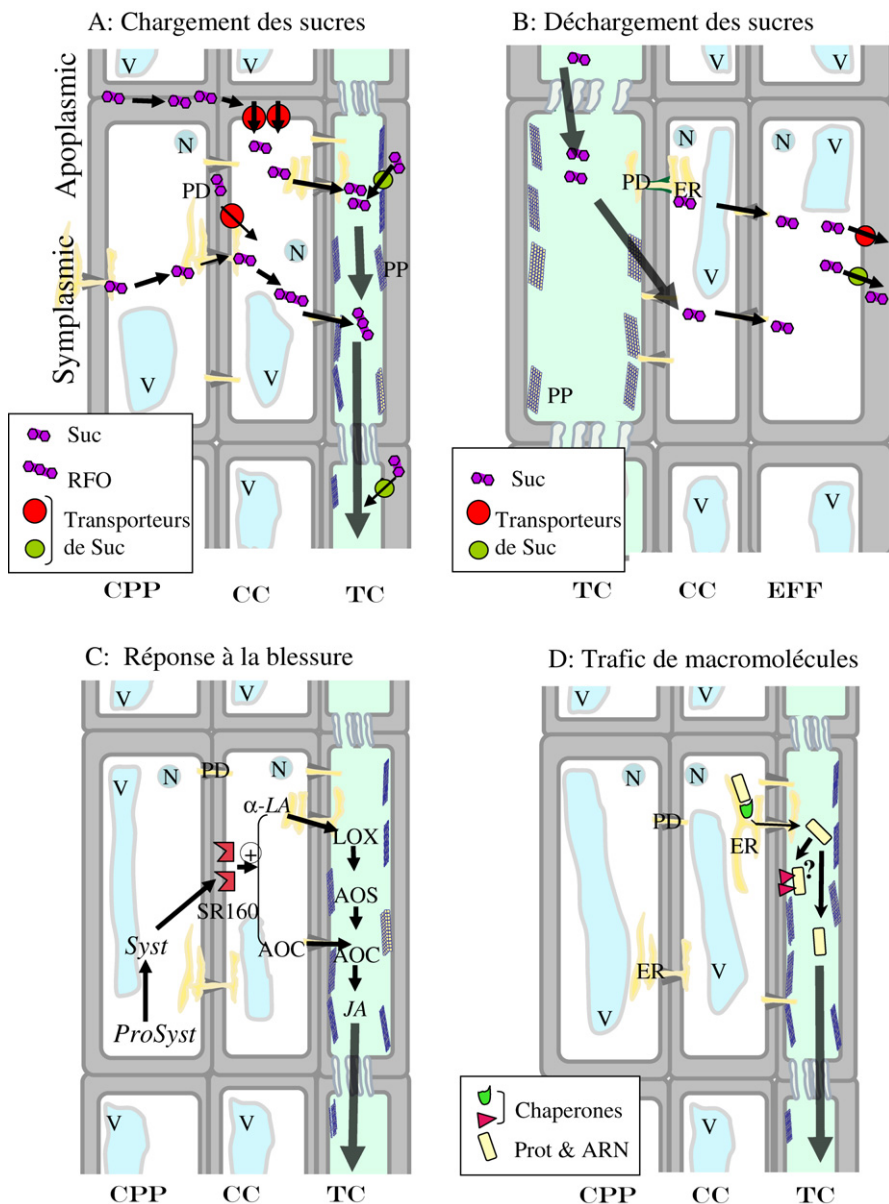 A: Chargement des sucres
Apoplasmic
Symplasmic
V
V
N
PD
N
PP
V
V
V
Suc
RFO
Transporteurs
de Suc
CPP
CC
TC
B: Déchargement des sucres
V
V
N
N
V
PD
ER
V
PP
V
V
Suc
Transporteurs
de Suc
TC
CC
EFF
C: Réponse à la blessure
V
V
V
N
PD
N
α-LA
LOX
+
SR160
AOS
Syst
AOC
AOC
JA
ProSyst
V
V
CPP
CC
TC
D: Trafic de macromolécules
V
V
N
N
PD
ER
?
ER
V
V
V
Chaperones
Prot & ARN
CPP
CC
TC